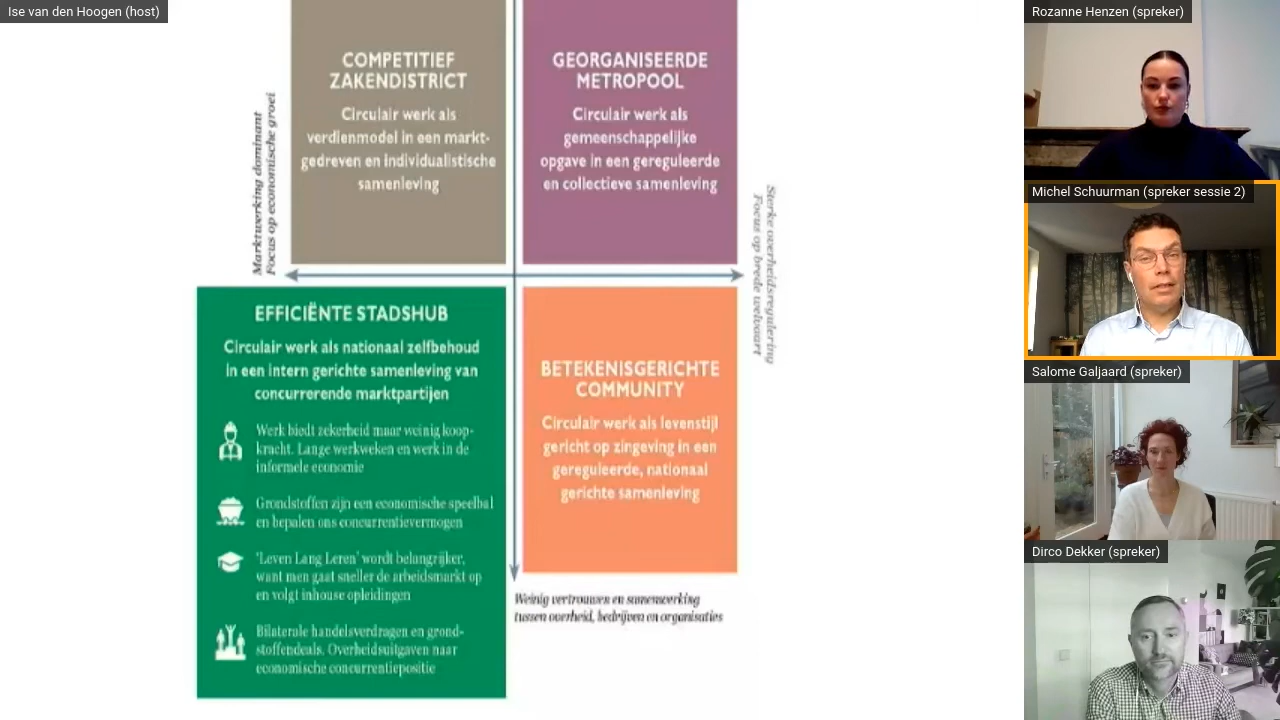 Ise van den Hoogen (host)
COMPETITIEF
ZAKENDISTRICT
Circulair werk als
verdienmodel in een markt-
gedreven en individualistische
samenleving
GEORGANISEERDE
METROPOOL
Circulair werk als
gemeenschappelijke
opgave in een gereguleerde
en collectieve samenleving
Marktwerking dominant
Focus op economische groei
Sterke overheidsregulering
Focus op brede welvaart
EFFICIËNTE STADSHUB
Circulair werk als nationaal zelfbehoud
in een intern gerichte samenleving van
concurrerende marktpartijen
Werk biedt zekerheid maar weinig koop-
kracht. Lange werkweken en werk in de
informele economie
Grondstoffen zijn een economische speelbal
en bepalen ons concurrentievermogen
'Leven Lang Leren' wordt belangrijker,
want men gaat sneller de arbeidsmarkt op
en volgt inhouse opleidingen
Bilaterale handelsverdragen en grond-
stoffendeals. Overheidsuitgaven naar
economische concurrentiepositie
BETEKENISGERICHTE
COMMUNITY
Circulair werk als levenstijl
gericht op zingeving in een
gereguleerde, nationaal
gerichte samenleving
Weinig vertrouwen en samenwerking
tussen overheid, bedrijven en organisaties
Rozanne Henzen (spreker)
Michel Schuurman (spreker sessie 2)
Salome Galjaard (spreker)
Dirco Dekker (spreker)